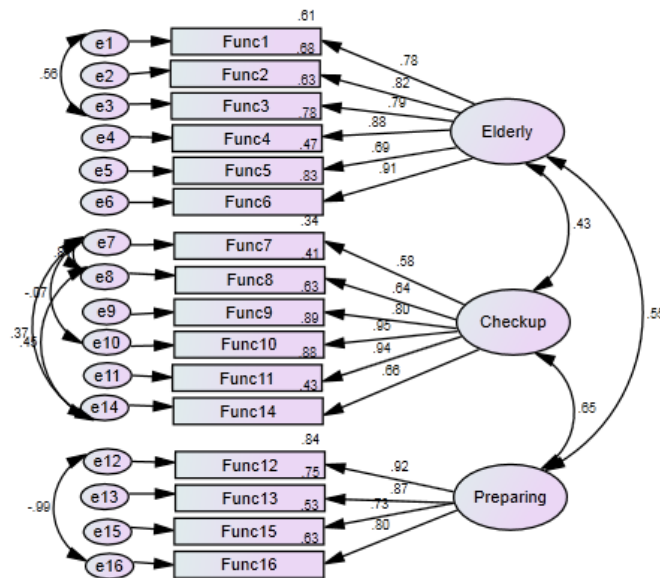 .61
e1 Func1
.68
.78
e2 Func2
.63
.82
.56
e3 Func3
.78
.79
Elderly
e4 Func4
.47
.88
e5 Func5
.83
.69
e6 Func6
.91
.34
.43
e7 Func7
.41
.58
e8 Func8
.63
.64
-.07
e9 Func9
.89
.80
Checkup
.37
.45
e10 Func10
.88
.95
e11 Func11
.43
.94
e14 Func14
.66
.65
.84
e12 Func12
.75
.92
e13 Func13
.53
.87
Preparing
-.99
e15 Func15
.63
.73
e16 Func16
.80